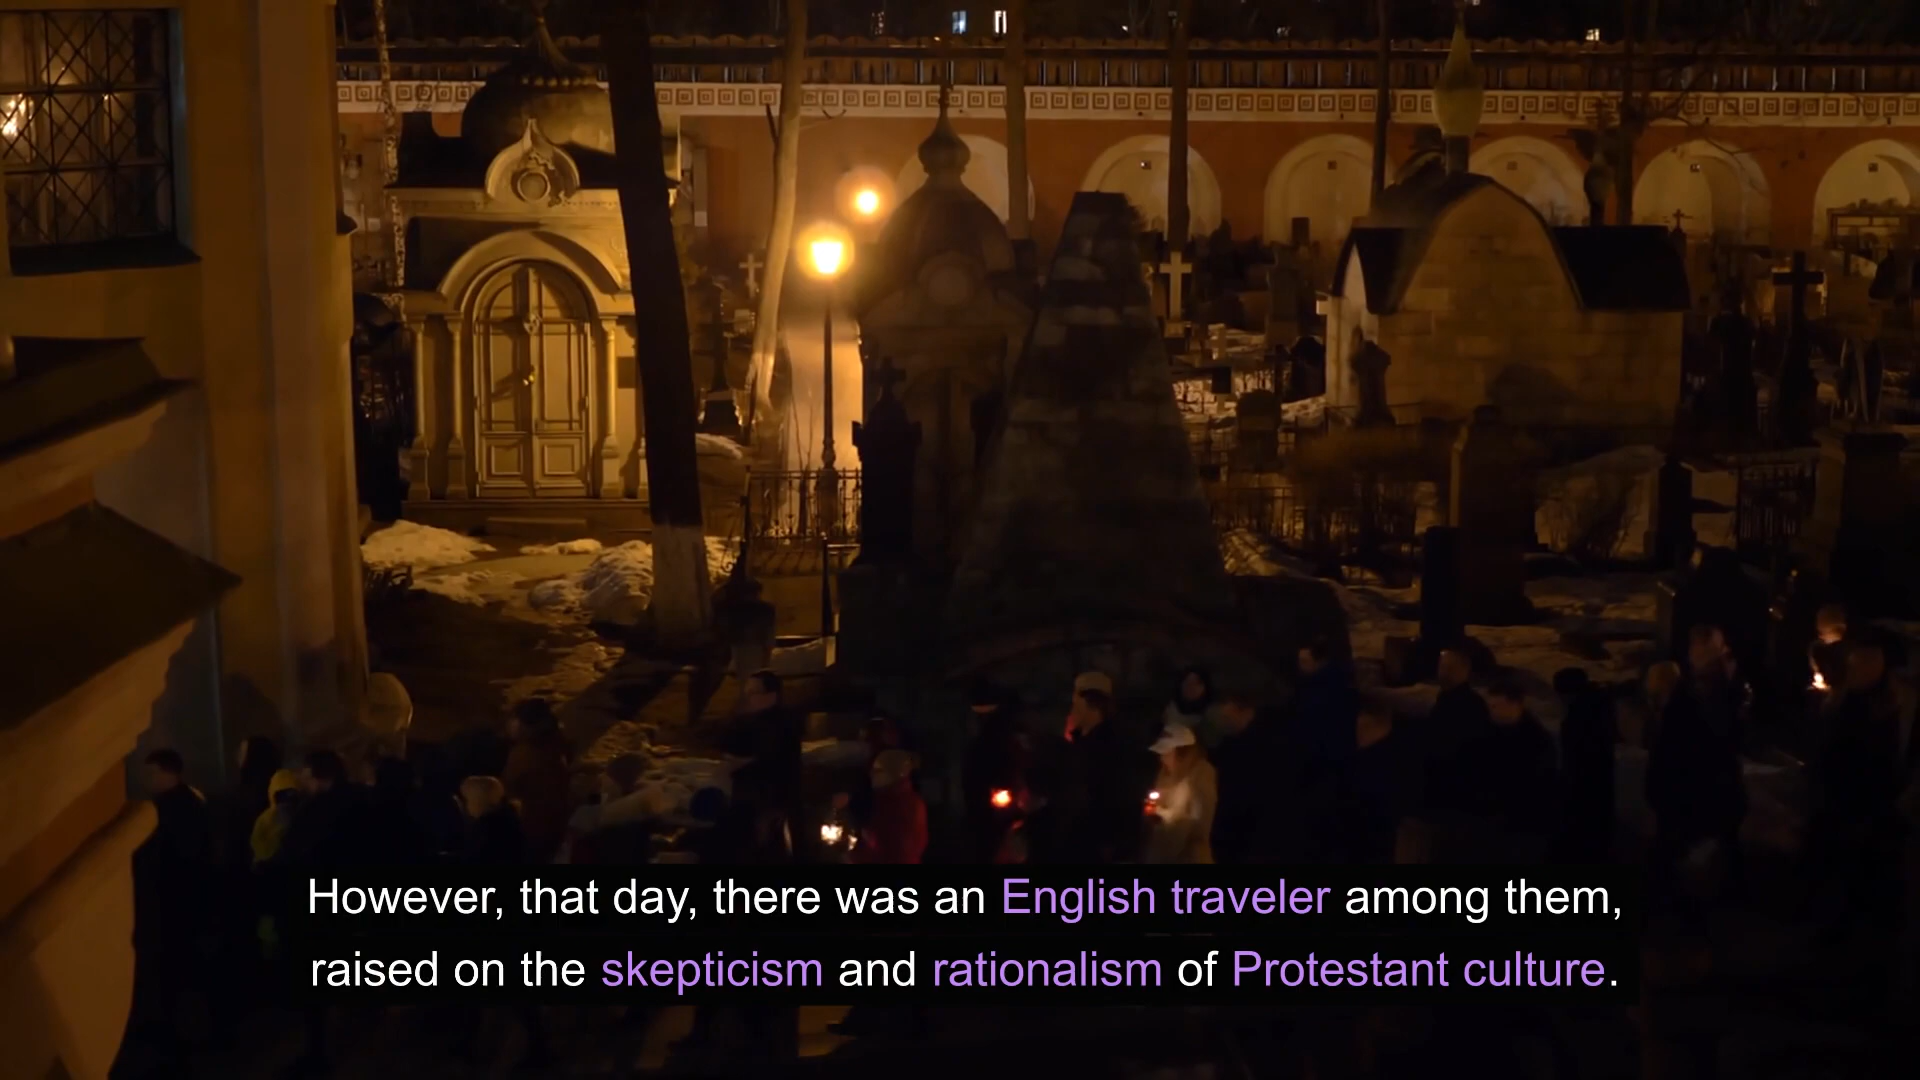 However, that day, there was an English traveler among them,
raised on the skepticism and rationalism of Protestant culture.